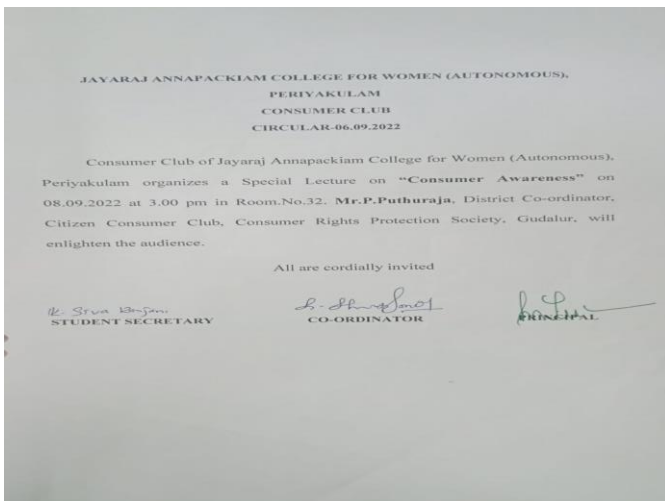 JAYARAJ ANNAPACKIAM COLLEGE FOR WOMEN (AUTONOMOUS),
PERIYAKULAM
CONSUMER CLUB
CIRCULAR-06.09.2022
Consumer Club of Jayaraj Annapackiam College for Women (Autonomous),
Periyakulam organizes a Special Lecture on “Consumer Awareness” on
08.09.2022 at 3.00 pm in Room.No.32. Mr.P.Puthuraja, District Co-ordinator,
Citizen Consumer Club, Consumer Rights Protection Society, Gudalur, will
enlighten the audience.
All are cordially invited
STUDENT SECRETARY CO-ORDINATOR PRINCIPAL